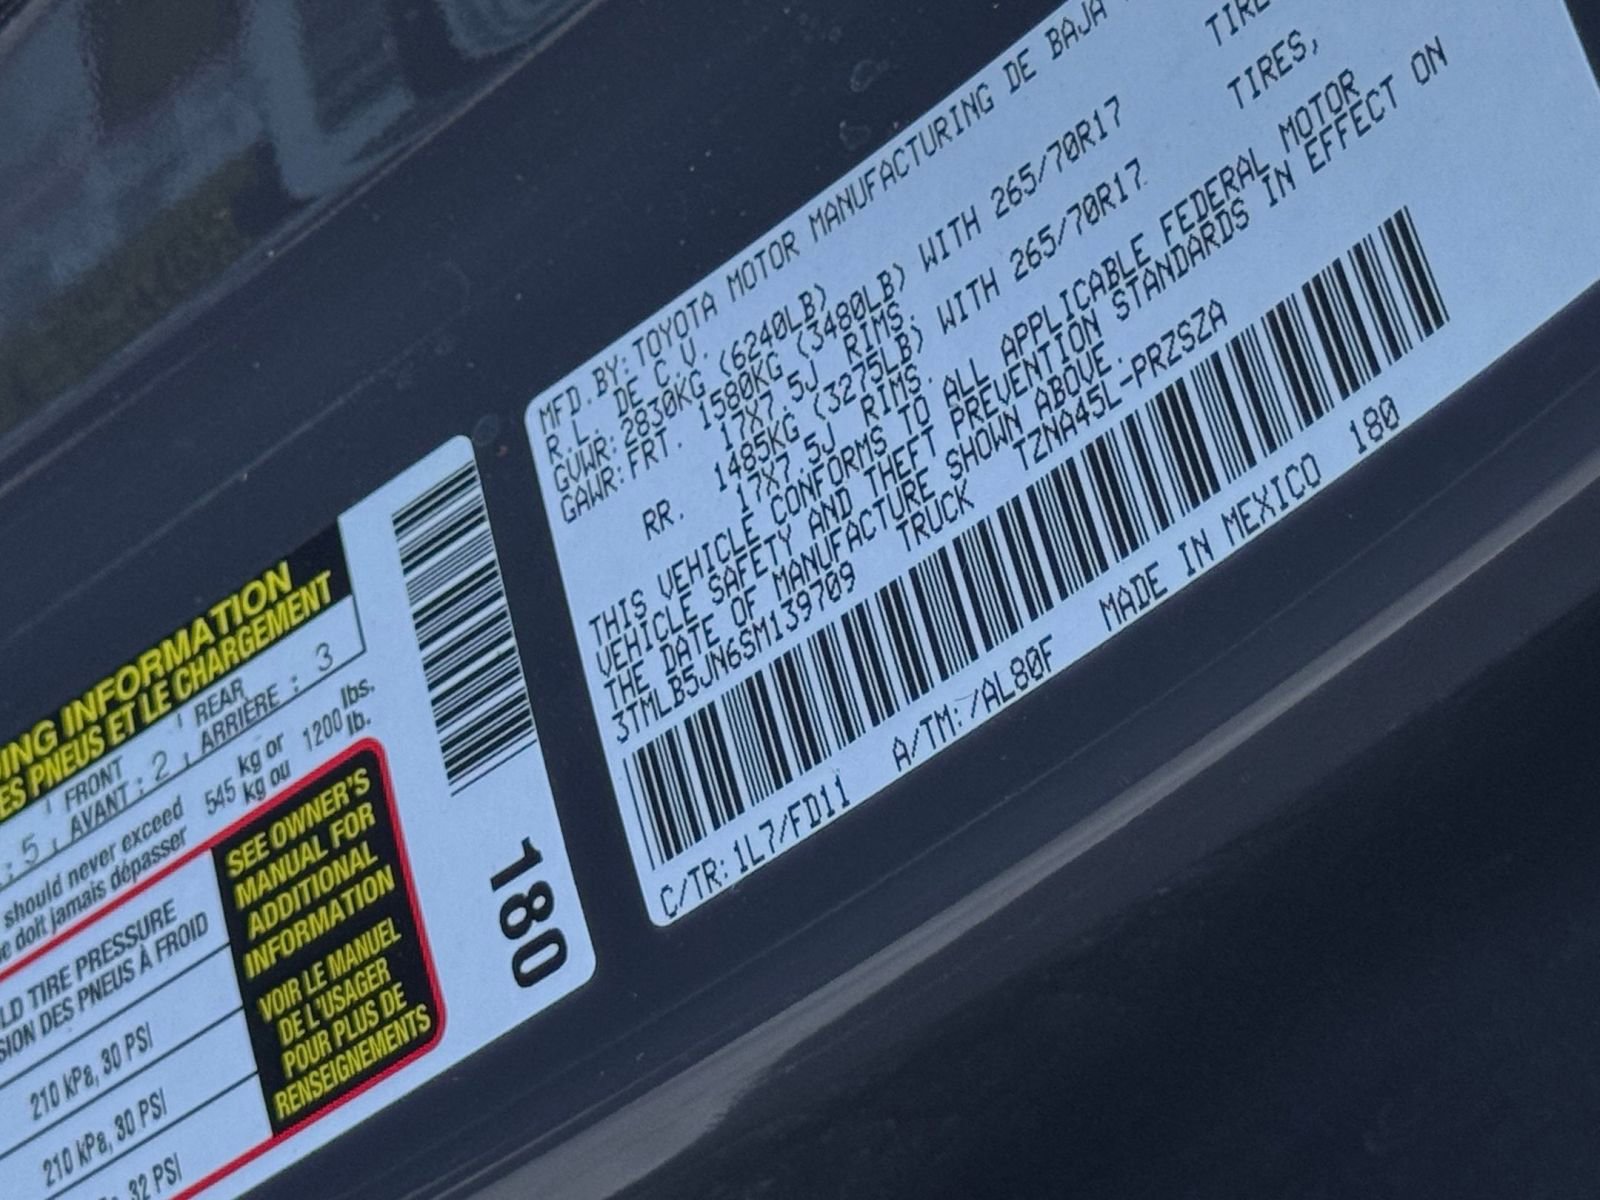 MFD. BY: TOYOTA MOTOR MANUFACTURING DE BAJA
DE C.V.
R.L.
GVWR: 2830KG (6240LB)
GAWR: FRT. 1580KG (3480LB) WITH 265/70R17 TIRES,
17X7.5J RIMS.
RR. 1485KG (3275LB) WITH 265/70R17 TIRES,
17X7.5J RIMS.
THIS VEHICLE CONFORMS TO ALL APPLICABLE FEDERAL MOTOR
VEHICLE SAFETY AND THEFT PREVENTION STANDARDS IN EFFECT ON
THE DATE OF MANUFACTURE SHOWN ABOVE.
3TMLB5JN6SM139709 TRUCK TZNA45L-PRZSZA
C/TR: 1L7/FD11 A/TM: /AL80F MADE IN MEXICO 180
ING INFORMATION
ES PNEUS ET LE CHARGEMENT
: 5 , FRONT AVANT : 2 , REAR ARRIÈRE : 3
should never exceed 545 kg or 1200 lbs.
e doit jamais dépasser kg ou lb.
LD TIRE PRESSURE
SION DES PNEUS À FROID
210 kPa, 30 PSI
210 kPa, 30 PSI
32 PSI
SEE OWNER'S
MANUAL FOR
ADDITIONAL
INFORMATION
VOIR LE MANUEL
DE L'USAGER
POUR PLUS DE
RENSEIGNEMENTS
180